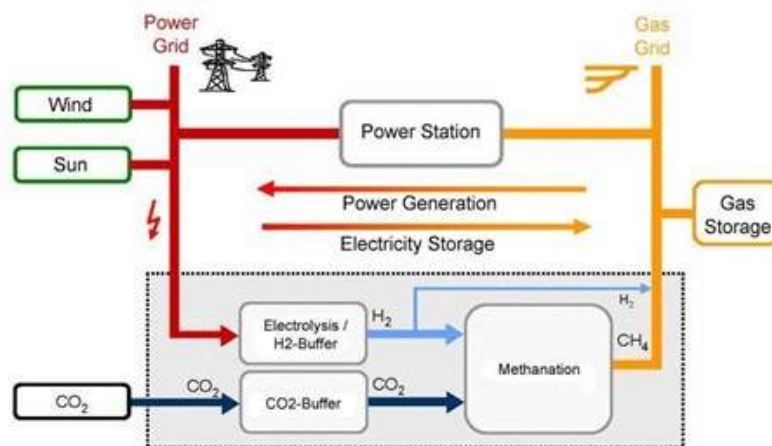 Power
Grid
Gas
Grid
Wind
Power Station
Sun
Power Generation
Electricity Storage
Gas
Storage
H₂
Electrolysis /
H2-Buffer
H₂
CH₄
Methanation
CO₂
CO₂
CO2-Buffer
CO₂